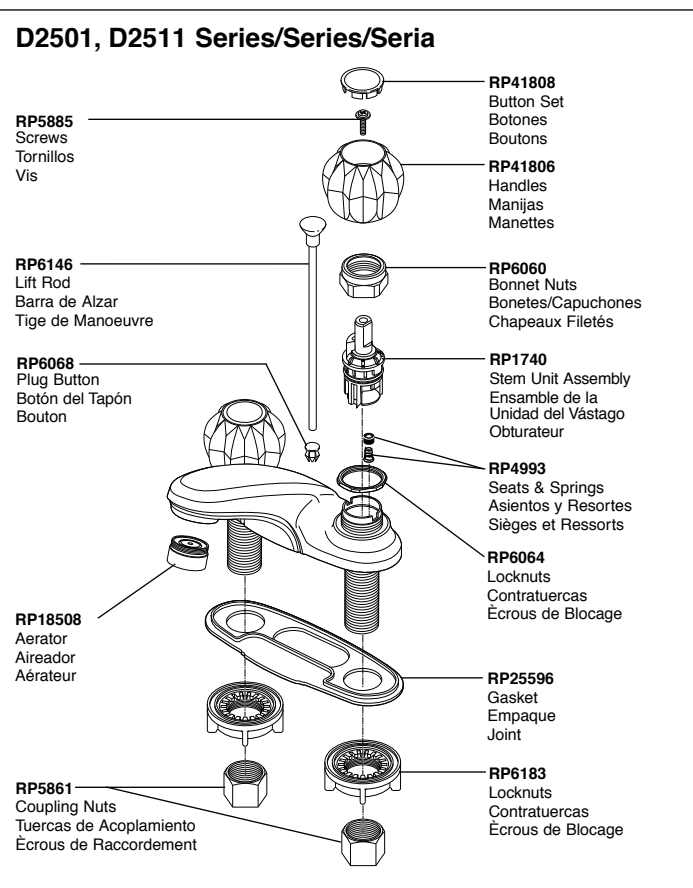 D2501, D2511 Series/Series/Seria
RP41808
Button Set
Botones
Boutons
RP5885
Screws
Tornillos
Vis
RP41806
Handles
Manijas
Manettes
RP6146
Lift Rod
Barra de Alzar
Tige de Manoeuvre
RP6060
Bonnet Nuts
Bonetes/Capuchones
Chapeaux Filetés
RP6068
Plug Button
Botón del Tapón
Bouton
RP1740
Stem Unit Assembly
Ensamble de la
Unidad del Vástago
Obturateur
RP4993
Seats & Springs
Asientos y Resortes
Sièges et Ressorts
RP6064
Locknuts
Contratuercas
Ècrous de Blocage
RP18508
Aerator
Aireador
Aérateur
RP25596
Gasket
Empaque
Joint
RP5861
Coupling Nuts
Tuercas de Acoplamiento
Ècrous de Raccordement
RP6183
Locknuts
Contratuercas
Ècrous de Blocage